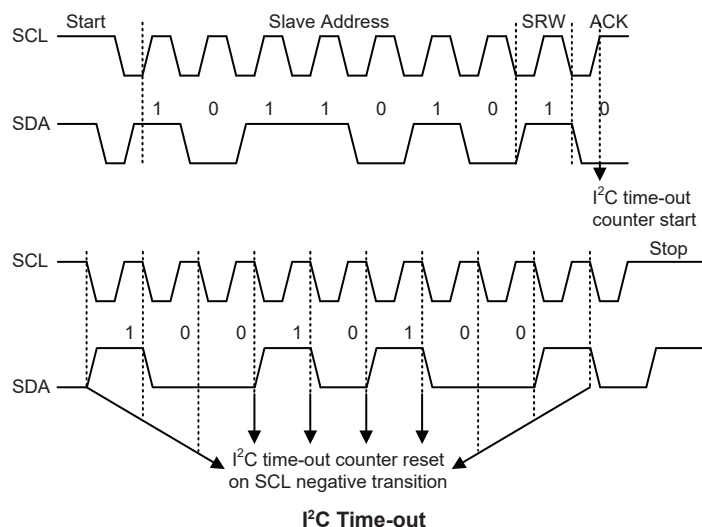 Start Slave Address SRW ACK
SCL
1 0 1 1 0 1 0 1 0
SDA
I²C time-out
counter start
Stop
SCL
1 0 0 1 0 1 0 0
SDA
I²C time-out counter reset
on SCL negative transition
I²C Time-out